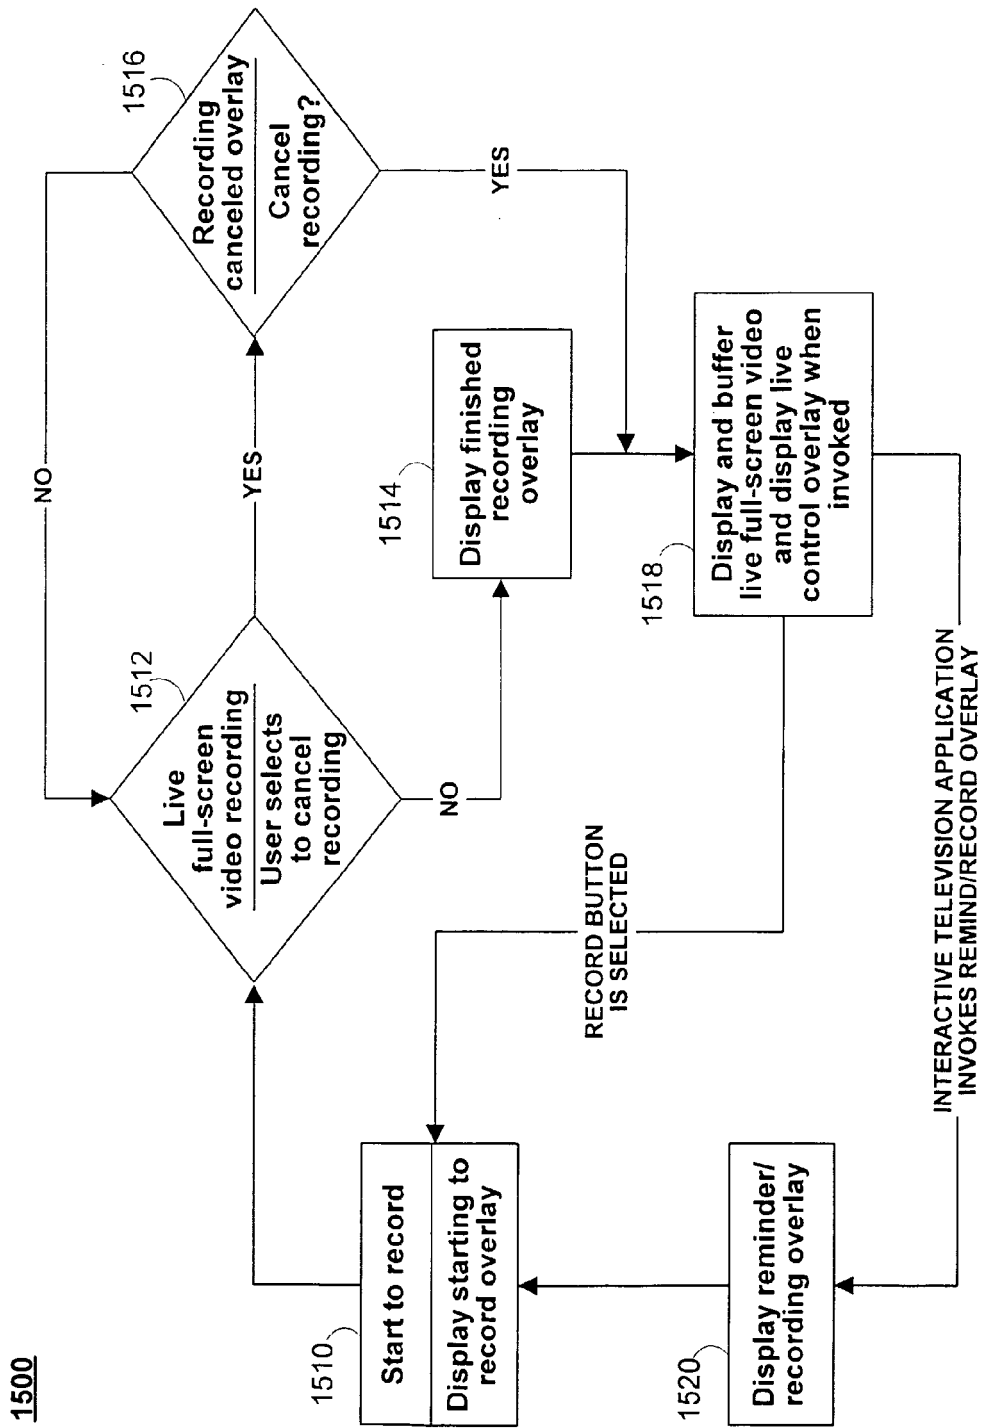 1500
1510
Start to record
Display starting to
record overlay
1520
Display reminder/
recording overlay
1512
Live
full-screen
video recording
User selects
to cancel
recording
NO
YES
NO
1516
Recording
canceled overlay
Cancel
recording?
YES
1514
Display finished
recording
overlay
1518
Display and buffer
live full-screen video
and display live
control overlay when
invoked
RECORD BUTTON
IS SELECTED
INTERACTIVE TELEVISION APPLICATION
INVOKES REMIND/RECORD OVERLAY